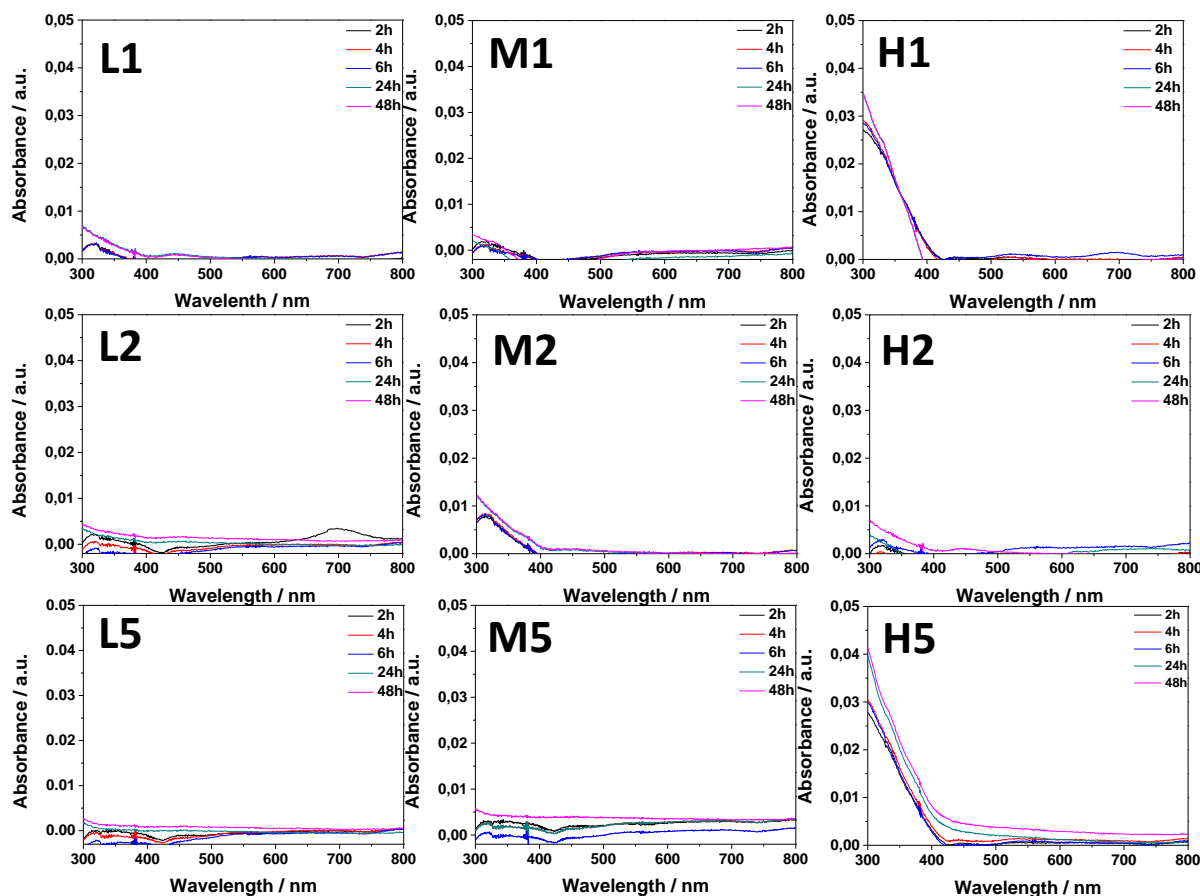 L1
Absorbance / a.u.
0,05
0,04
0,03
0,02
0,01
0,00
300 400 500 600 700 800
Wavelenth / nm
2h
4h
6h
24h
48h
M1
Absorbance / a.u.
0,05
0,04
0,03
0,02
0,01
0,00
300 400 500 600 700 800
Wavelength / nm
2h
4h
6h
24h
48h
H1
Absorbance / a.u.
0,05
0,04
0,03
0,02
0,01
0,00
300 400 500 600 700 800
Wavelength / nm
2h
4h
6h
24h
48h
L2
Absorbance / a.u.
0,05
0,04
0,03
0,02
0,01
0,00
300 400 500 600 700 800
Wavelength / nm
2h
4h
6h
24h
48h
M2
Absorbance / a.u.
0,05
0,04
0,03
0,02
0,01
0,00
300 400 500 600 700 800
Wavelength / nm
2h
4h
6h
24h
48h
H2
Absorbance / a.u.
0,05
0,04
0,03
0,02
0,01
0,00
300 400 500 600 700 800
Wavelength / nm
2h
4h
6h
24h
48h
L5
Absorbance / a.u.
0.05
0.04
0.03
0.02
0.01
0.00
300 400 500 600 700 800
Wavelength / nm
2h
4h
6h
24h
48h
M5
Absorbance / a.u.
0.05
0.04
0.03
0.02
0.01
0.00
300 400 500 600 700 800
Wavelength / nm
2h
4h
6h
24h
48h
H5
Absorbance / a.u.
0,05
0,04
0,03
0,02
0,01
0,00
300 400 500 600 700 800
Wavelength / nm
2h
4h
6h
24h
48h